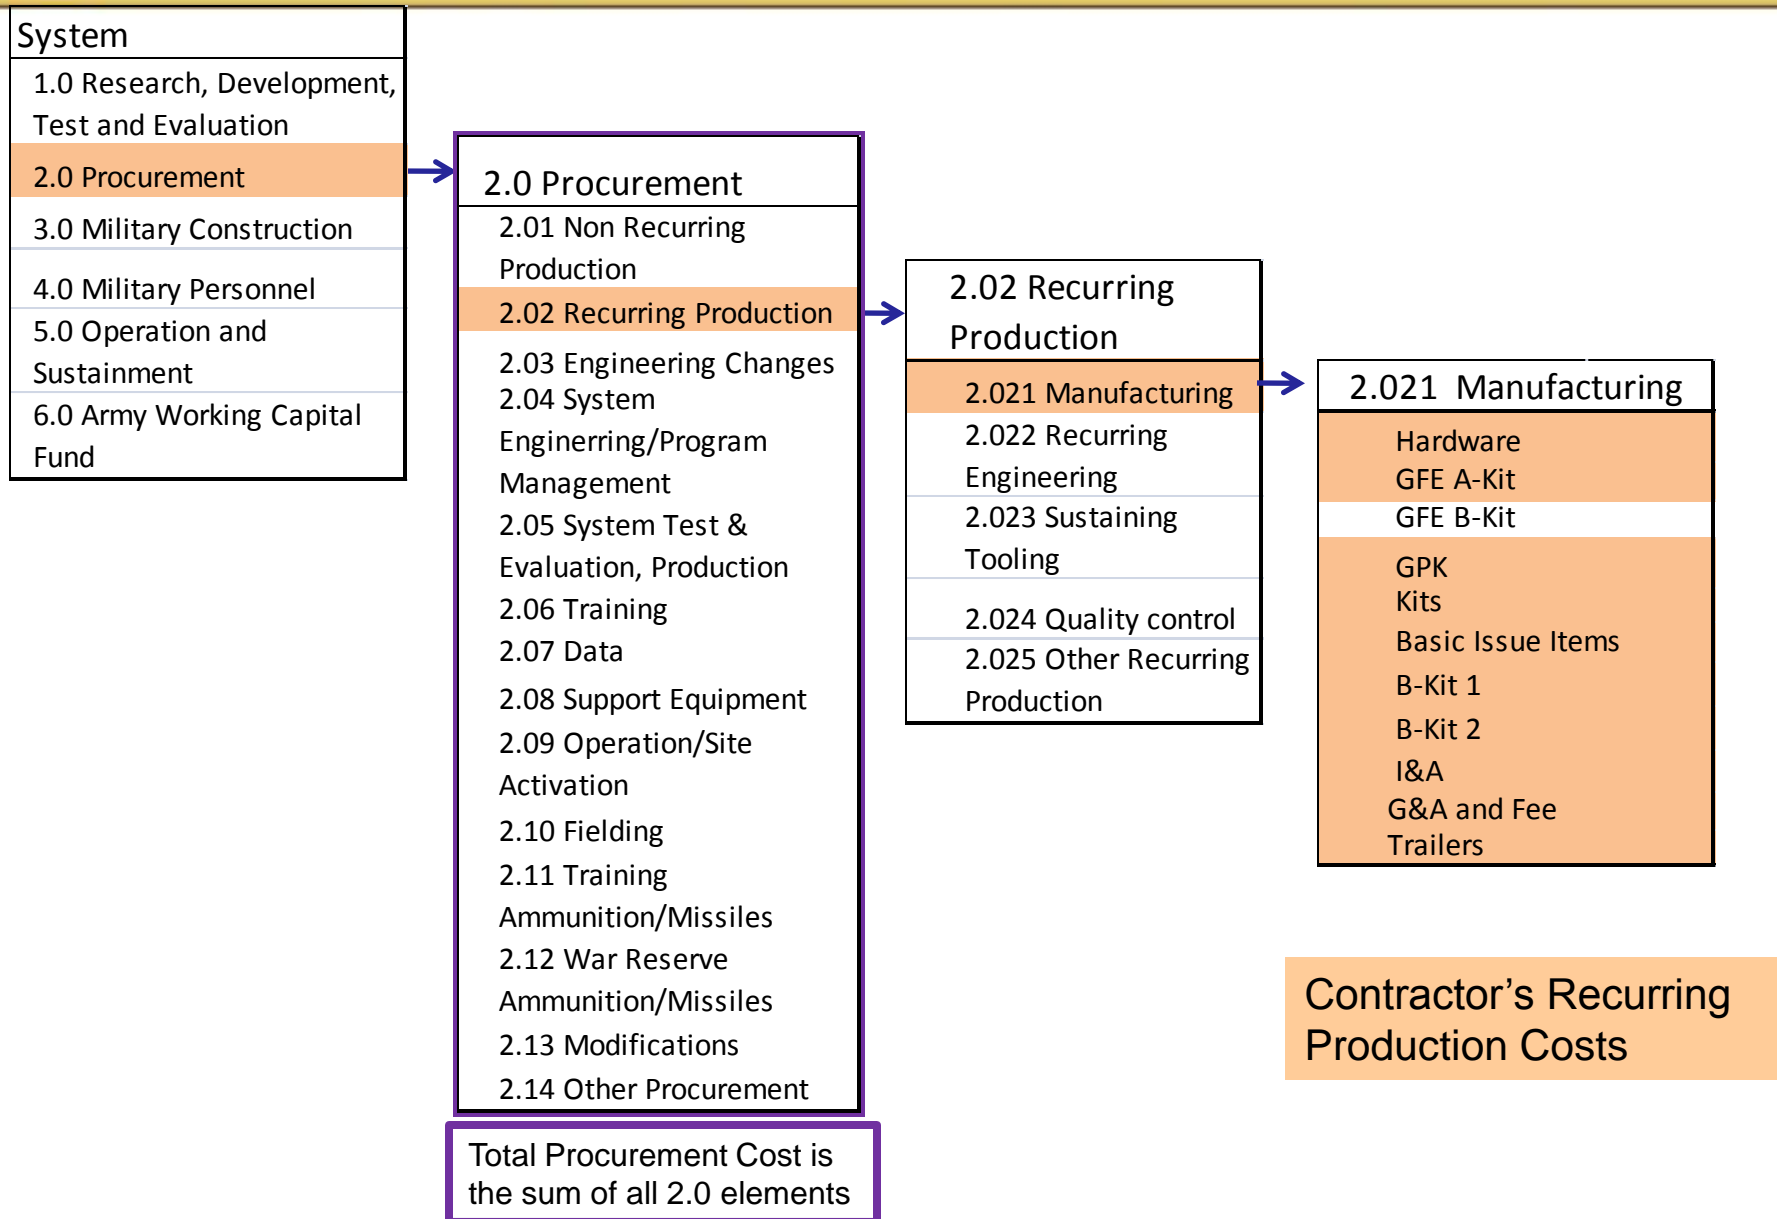 System
1.0 Research, Development,
Test and Evaluation
2.0 Procurement
3.0 Military Construction
4.0 Military Personnel
5.0 Operation and
Sustainment
6.0 Army Working Capital
Fund
2.0 Procurement
2.01 Non Recurring
Production
2.02 Recurring Production
2.03 Engineering Changes
2.04 System
Enginerring/Program
Management
2.05 System Test &
Evaluation, Production
2.06 Training
2.07 Data
2.08 Support Equipment
2.09 Operation/Site
Activation
2.10 Fielding
2.11 Training
Ammunition/Missiles
2.12 War Reserve
Ammunition/Missiles
2.13 Modifications
2.14 Other Procurement
Total Procurement Cost is
the sum of all 2.0 elements
2.02 Recurring
Production
2.021 Manufacturing
2.022 Recurring
Engineering
2.023 Sustaining
Tooling
2.024 Quality control
2.025 Other Recurring
Production
2.021 Manufacturing
Hardware
GFE A-Kit
GFE B-Kit
GPK
Kits
Basic Issue Items
B-Kit 1
B-Kit 2
I&A
G&A and Fee
Trailers
Contractor’s Recurring
Production Costs